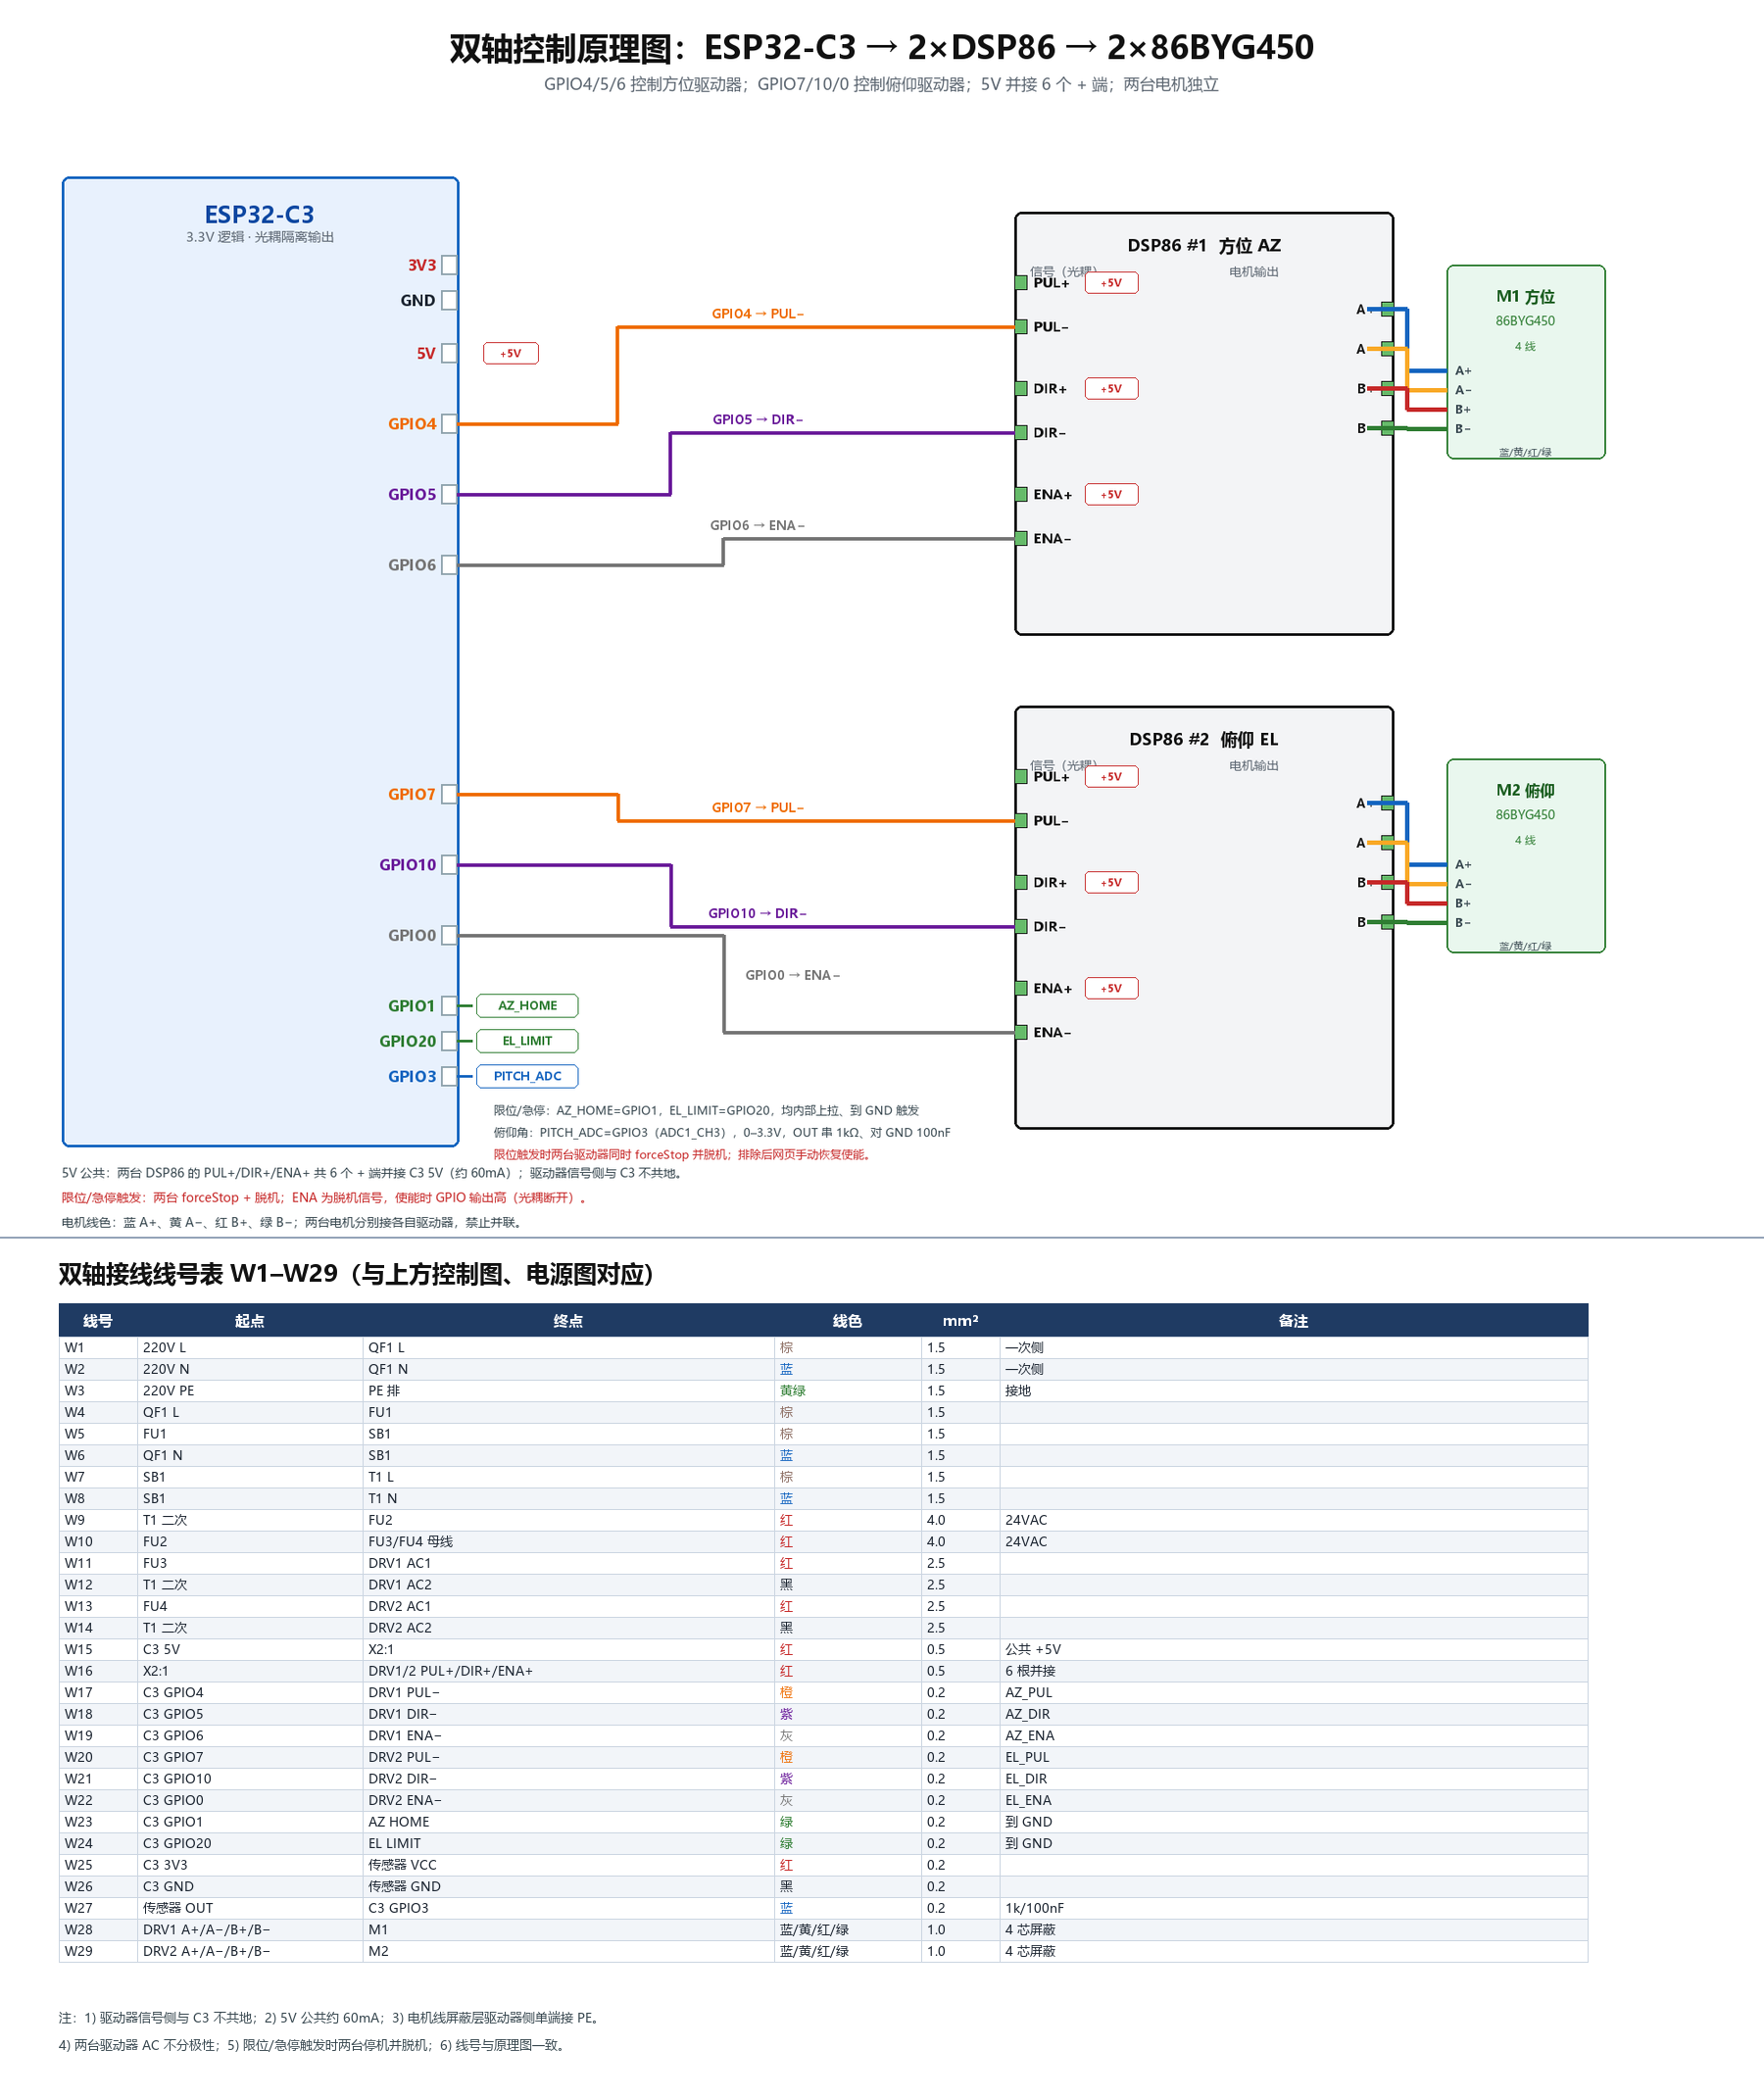 双轴控制原理图：ESP32-C3 → 2×DSP86 → 2×86BYG450
GPIO4/5/6 控制方位驱动器；GPIO7/10/0 控制俯仰驱动器；5V 并接 6 个 + 端；两台电机独立
ESP32-C3
3.3V 逻辑 · 光耦隔离输出
3V3
GND
5V
+5V
GPIO4
GPIO5
GPIO6
GPIO7
GPIO10
GPIO0
GPIO1
AZ_HOME
GPIO20
EL_LIMIT
GPIO3
PITCH_ADC
GPIO4 → PUL−
GPIO5 → DIR−
GPIO6 → ENA−
GPIO7 → PUL−
GPIO10 → DIR−
GPIO0 → ENA−
DSP86 #1 方位 AZ
信号（光耦）
电机输出
PUL+
+5V
PUL−
DIR+
+5V
DIR−
ENA+
+5V
ENA−
A
A
B
B
M1 方位
86BYG450
4 线
A+
A−
B+
B−
蓝/黄/红/绿
DSP86 #2 俯仰 EL
信号（光耦）
电机输出
PUL+
+5V
PUL−
DIR+
+5V
DIR−
ENA+
+5V
ENA−
A
A
B
B
M2 俯仰
86BYG450
4 线
A+
A−
B+
B−
蓝/黄/红/绿
限位/急停：AZ_HOME=GPIO1，EL_LIMIT=GPIO20，均内部上拉、到 GND 触发
俯仰角：PITCH_ADC=GPIO3（ADC1_CH3），0–3.3V，OUT 串 1kΩ、对 GND 100nF
限位触发时两台驱动器同时 forceStop 并脱机；排除后网页手动恢复使能。
5V 公共：两台 DSP86 的 PUL+/DIR+/ENA+ 共 6 个 + 端并接 C3 5V（约 60mA）；驱动器信号侧与 C3 不共地。
限位/急停触发：两台 forceStop + 脱机；ENA 为脱机信号，使能时 GPIO 输出高（光耦断开）。
电机线色：蓝 A+、黄 A−、红 B+、绿 B−；两台电机分别接各自驱动器，禁止并联。
双轴接线线号表 W1–W29（与上方控制图、电源图对应）
线号 起点 终点 线色 mm² 备注
W1 220V L QF1 L 棕 1.5 一次侧
W2 220V N QF1 N 蓝 1.5 一次侧
W3 220V PE PE 排 黄绿 1.5 接地
W4 QF1 L FU1 棕 1.5
W5 FU1 SB1 棕 1.5
W6 QF1 N SB1 蓝 1.5
W7 SB1 T1 L 棕 1.5
W8 SB1 T1 N 蓝 1.5
W9 T1 二次 FU2 红 4.0 24VAC
W10 FU2 FU3/FU4 母线 红 4.0 24VAC
W11 FU3 DRV1 AC1 红 2.5
W12 T1 二次 DRV1 AC2 黑 2.5
W13 FU4 DRV2 AC1 红 2.5
W14 T1 二次 DRV2 AC2 黑 2.5
W15 C3 5V X2:1 红 0.5 公共 +5V
W16 X2:1 DRV1/2 PUL+/DIR+/ENA+ 红 0.5 6 根并接
W17 C3 GPIO4 DRV1 PUL− 橙 0.2 AZ_PUL
W18 C3 GPIO5 DRV1 DIR− 紫 0.2 AZ_DIR
W19 C3 GPIO6 DRV1 ENA− 灰 0.2 AZ_ENA
W20 C3 GPIO7 DRV2 PUL− 橙 0.2 EL_PUL
W21 C3 GPIO10 DRV2 DIR− 紫 0.2 EL_DIR
W22 C3 GPIO0 DRV2 ENA− 灰 0.2 EL_ENA
W23 C3 GPIO1 AZ HOME 绿 0.2 到 GND
W24 C3 GPIO20 EL LIMIT 绿 0.2 到 GND
W25 C3 3V3 传感器 VCC 红 0.2
W26 C3 GND 传感器 GND 黑 0.2
W27 传感器 OUT C3 GPIO3 蓝 0.2 1k/100nF
W28 DRV1 A+/A−/B+/B− M1 蓝/黄/红/绿 1.0 4 芯屏蔽
W29 DRV2 A+/A−/B+/B− M2 蓝/黄/红/绿 1.0 4 芯屏蔽
注：1) 驱动器信号侧与 C3 不共地；2) 5V 公共约 60mA；3) 电机线屏蔽层驱动器侧单端接 PE。
4) 两台驱动器 AC 不分极性；5) 限位/急停触发时两台停机并脱机；6) 线号与原理图一致。